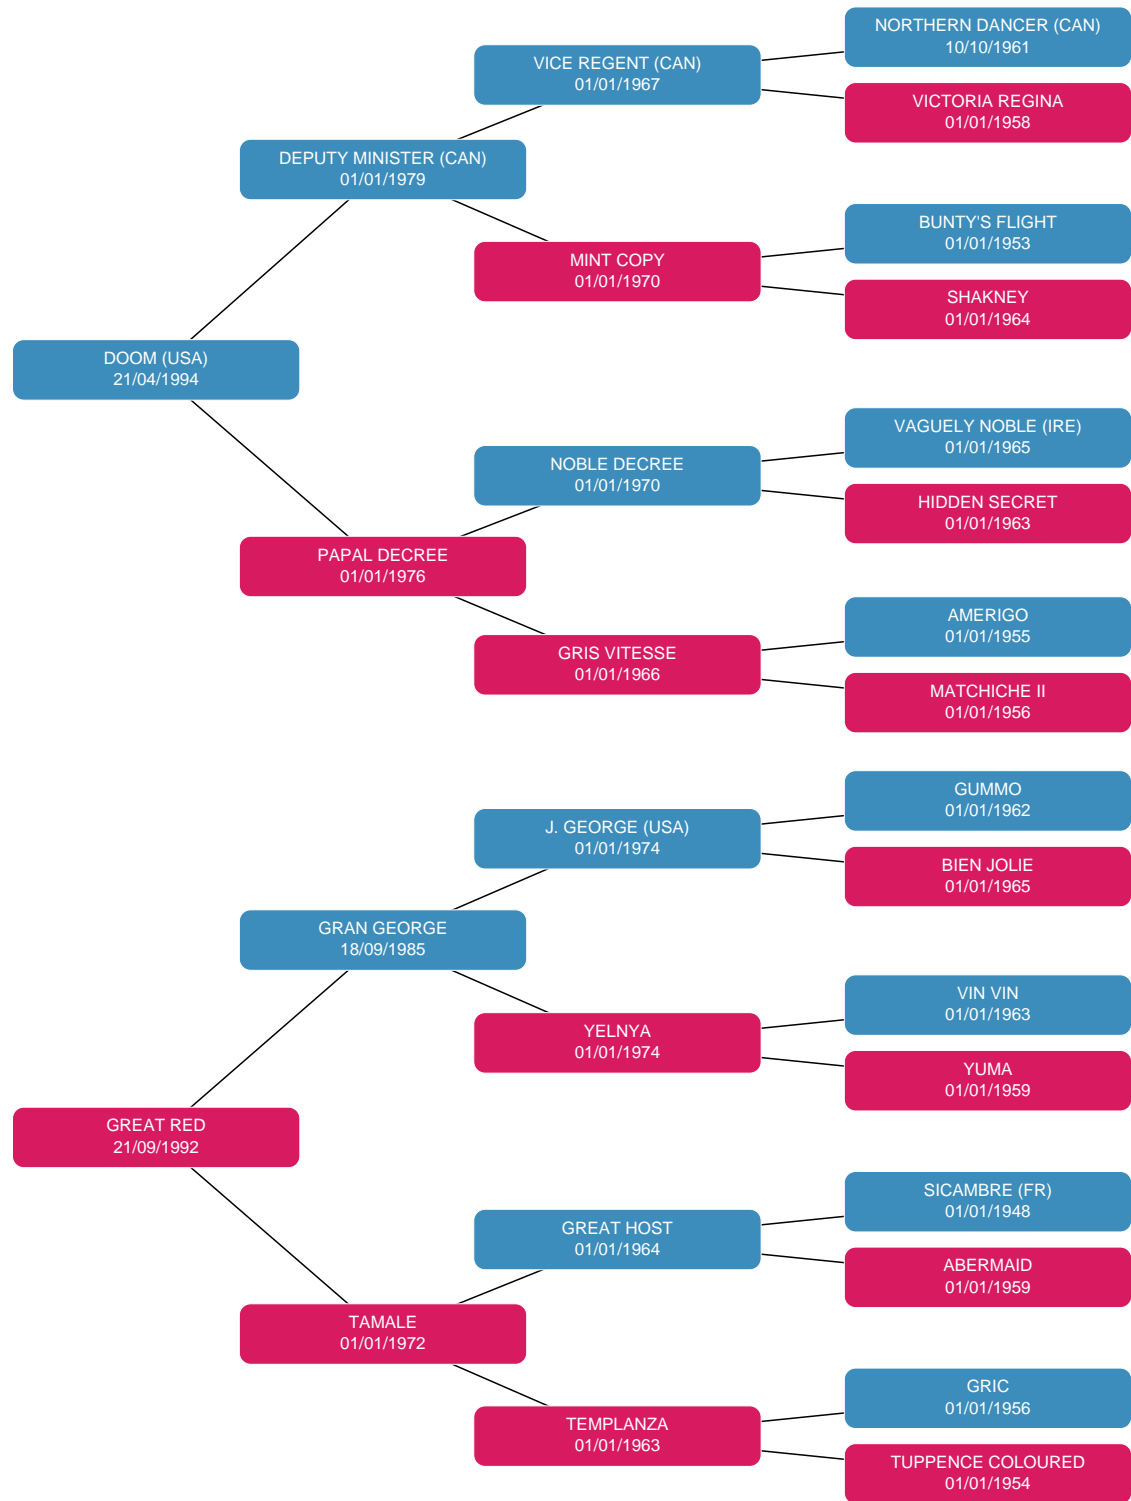 NORTHERN DANCER (CAN)
10/10/1961
VICE REGENT (CAN)
01/01/1967
VICTORIA REGINA
01/01/1958
DEPUTY MINISTER (CAN)
01/01/1979
BUNTY'S FLIGHT
01/01/1953
MINT COPY
01/01/1970
SHAKNEY
01/01/1964
DOOM (USA)
21/04/1994
VAGUELY NOBLE (IRE)
01/01/1965
NOBLE DECREE
01/01/1970
HIDDEN SECRET
01/01/1963
PAPAL DECREE
01/01/1976
AMERIGO
01/01/1955
GRIS VITESSE
01/01/1966
MATCHICHE II
01/01/1956
GUMMO
01/01/1962
J. GEORGE (USA)
01/01/1974
BIEN JOLIE
01/01/1965
GRAN GEORGE
18/09/1985
VIN VIN
01/01/1963
YELNYA
01/01/1974
YUMA
01/01/1959
GREAT RED
21/09/1992
SICAMBRE (FR)
01/01/1948
GREAT HOST
01/01/1964
ABERMAID
01/01/1959
TAMALE
01/01/1972
GRIC
01/01/1956
TEMPLANZA
01/01/1963
TUPPENCE COLOURED
01/01/1954